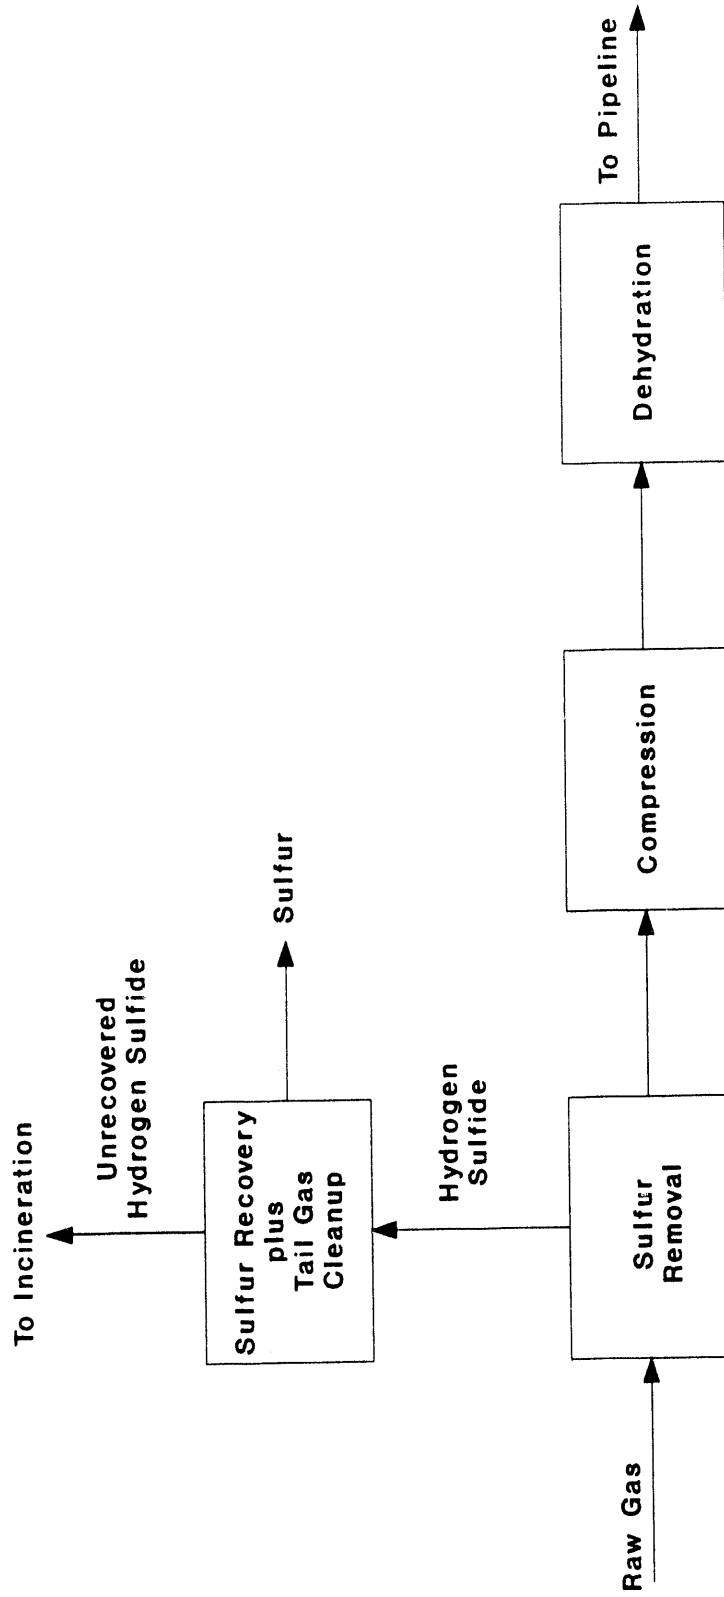 To Incineration
Unrecovered
Hydrogen Sulfide
Sulfur Recovery
plus
Tail Gas
Cleanup
Sulfur
Hydrogen
Sulfide
Raw Gas
Sulfur
Removal
Compression
Dehydration
To Pipeline